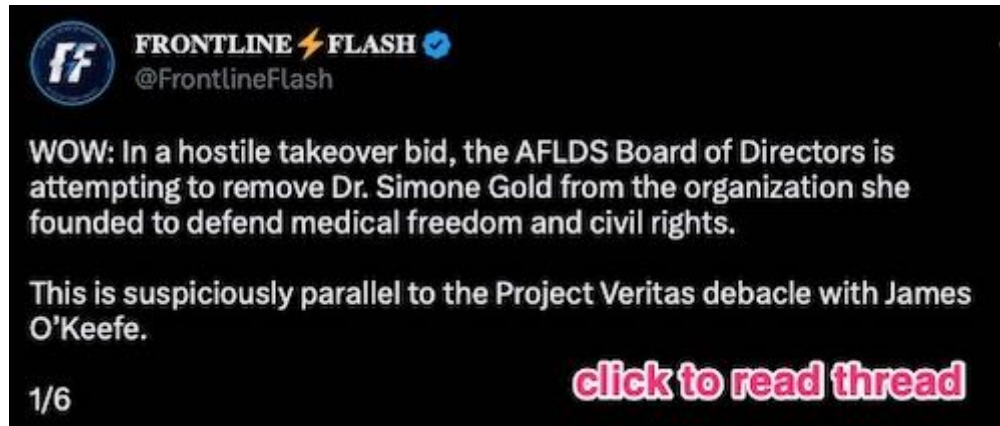 FRONTLINE⚡FLASH
@FrontlineFlash
WOW: In a hostile takeover bid, the AFLDS Board of Directors is
attempting to remove Dr. Simone Gold from the organization she
founded to defend medical freedom and civil rights.
This is suspiciously parallel to the Project Veritas debacle with James
O'Keefe.
1/6
click to read thread